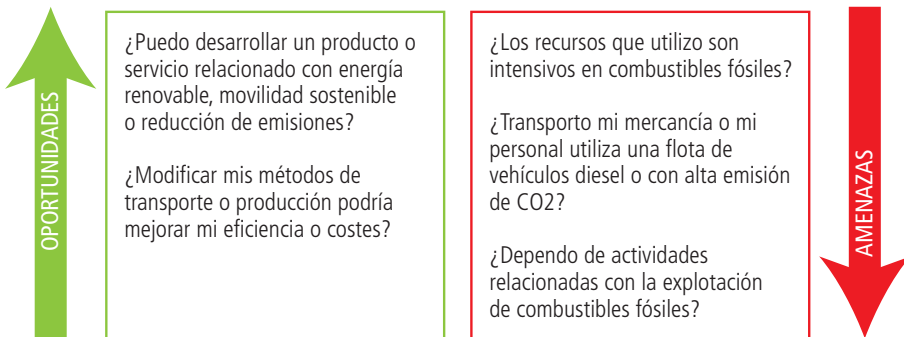 OPORTUNIDADES
¿Puedo desarrollar un producto o
servicio relacionado con energía
renovable, movilidad sostenible
o reducción de emisiones?
¿Modificar mis métodos de
transporte o producción podría
mejorar mi eficiencia o costes?
¿Los recursos que utilizo son
intensivos en combustibles fósiles?
¿Transporto mi mercancía o mi
personal utiliza una flota de
vehículos diesel o con alta emisión
de CO2?
¿Dependo de actividades
relacionadas con la explotación
de combustibles fósiles?
AMENAZAS